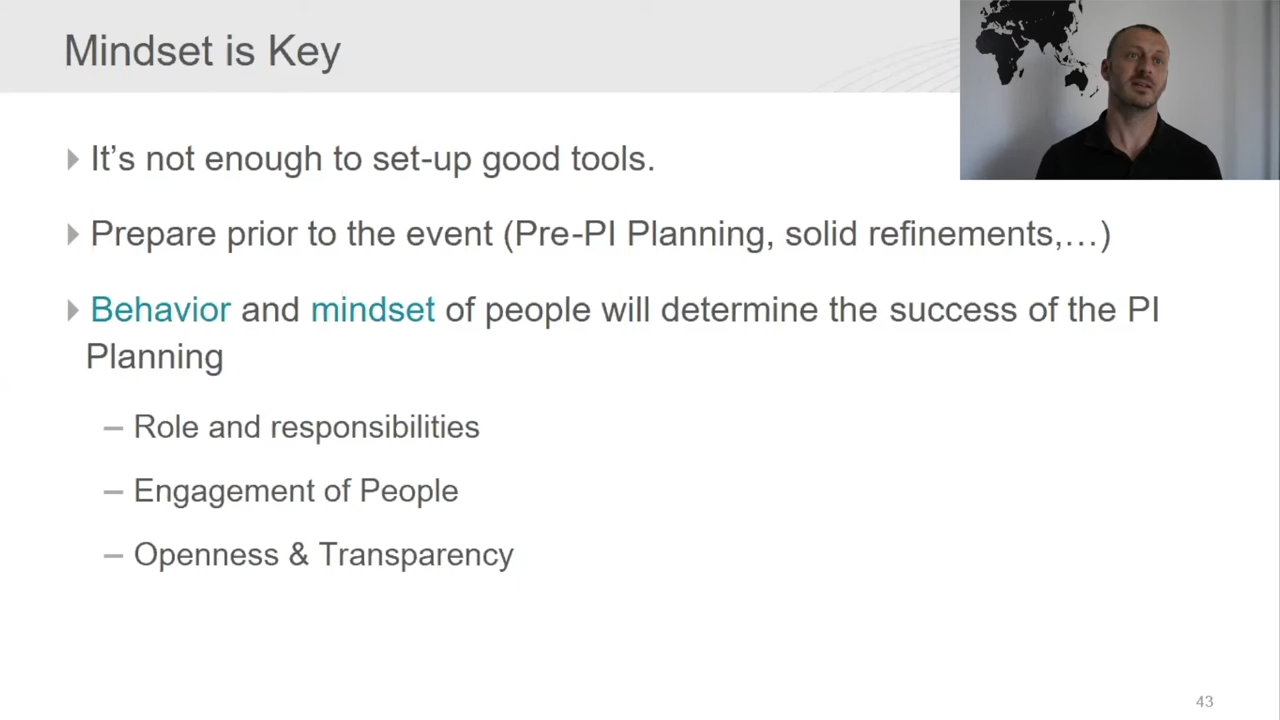 Mindset is Key
It’s not enough to set-up good tools.
Prepare prior to the event (Pre-PI Planning, solid refinements,…)
Behavior and mindset of people will determine the success of the PI
Planning
– Role and responsibilities
– Engagement of People
– Openness & Transparency
43